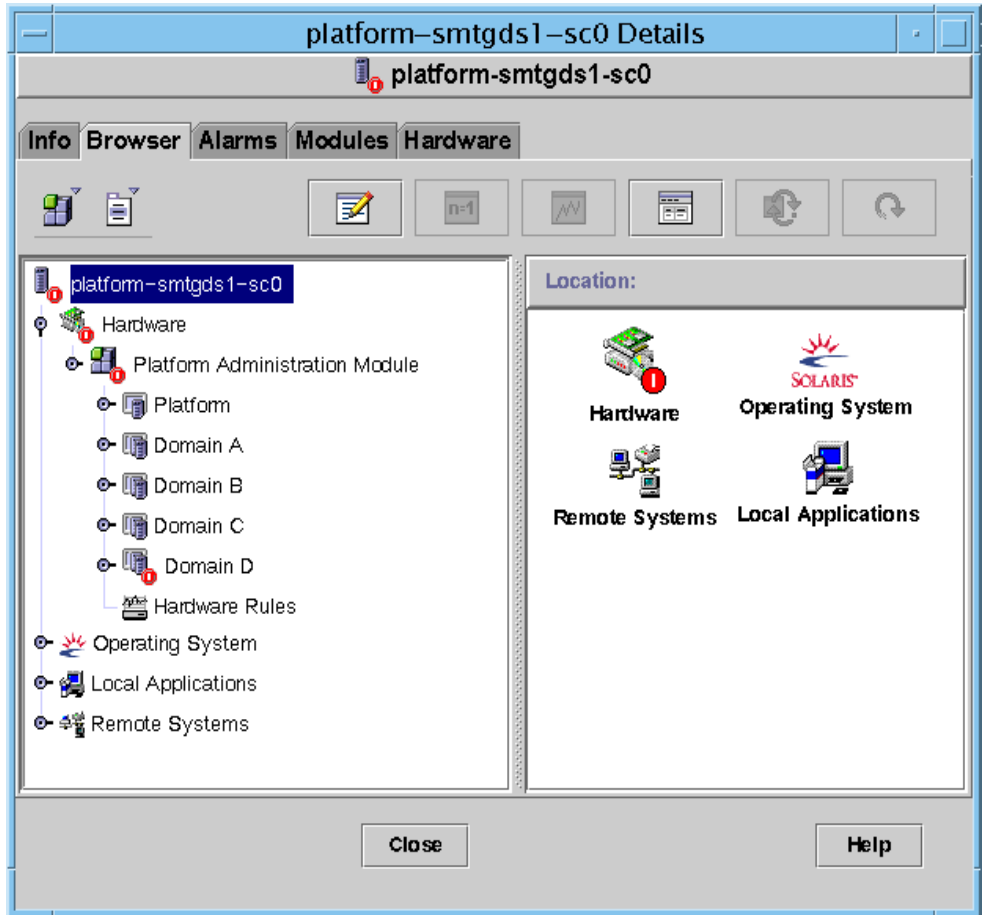 platform-smtgds1-sc0 Details
platform-smtgds1-sc0
Info Browser Alarms Modules Hardware
n=1
platform-smtgds1-sc0
Hardware
Platform Administration Module
Platform
Domain A
Domain B
Domain C
Domain D
Hardware Rules
Operating System
Local Applications
Remote Systems
Location:
Hardware
SOLARIS
Operating System
Remote Systems
Local Applications
Close
Help